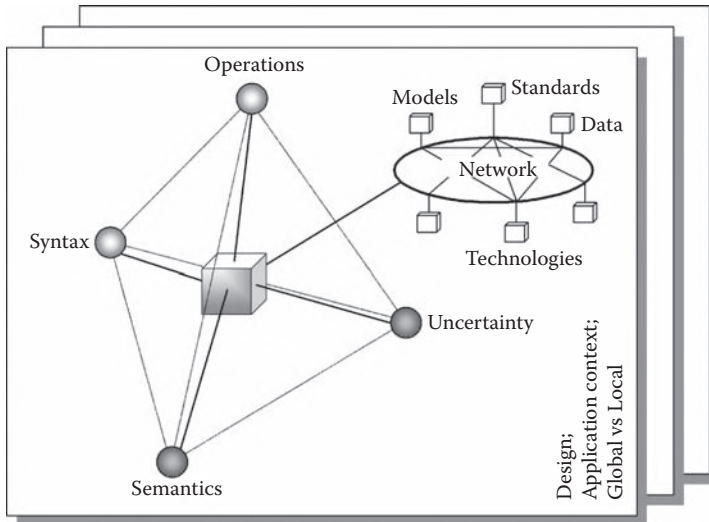 Operations
Standards
Models
Data
Network
Syntax
Technologies
Uncertainty
Semantics
Design;
Application context;
Global vs Local